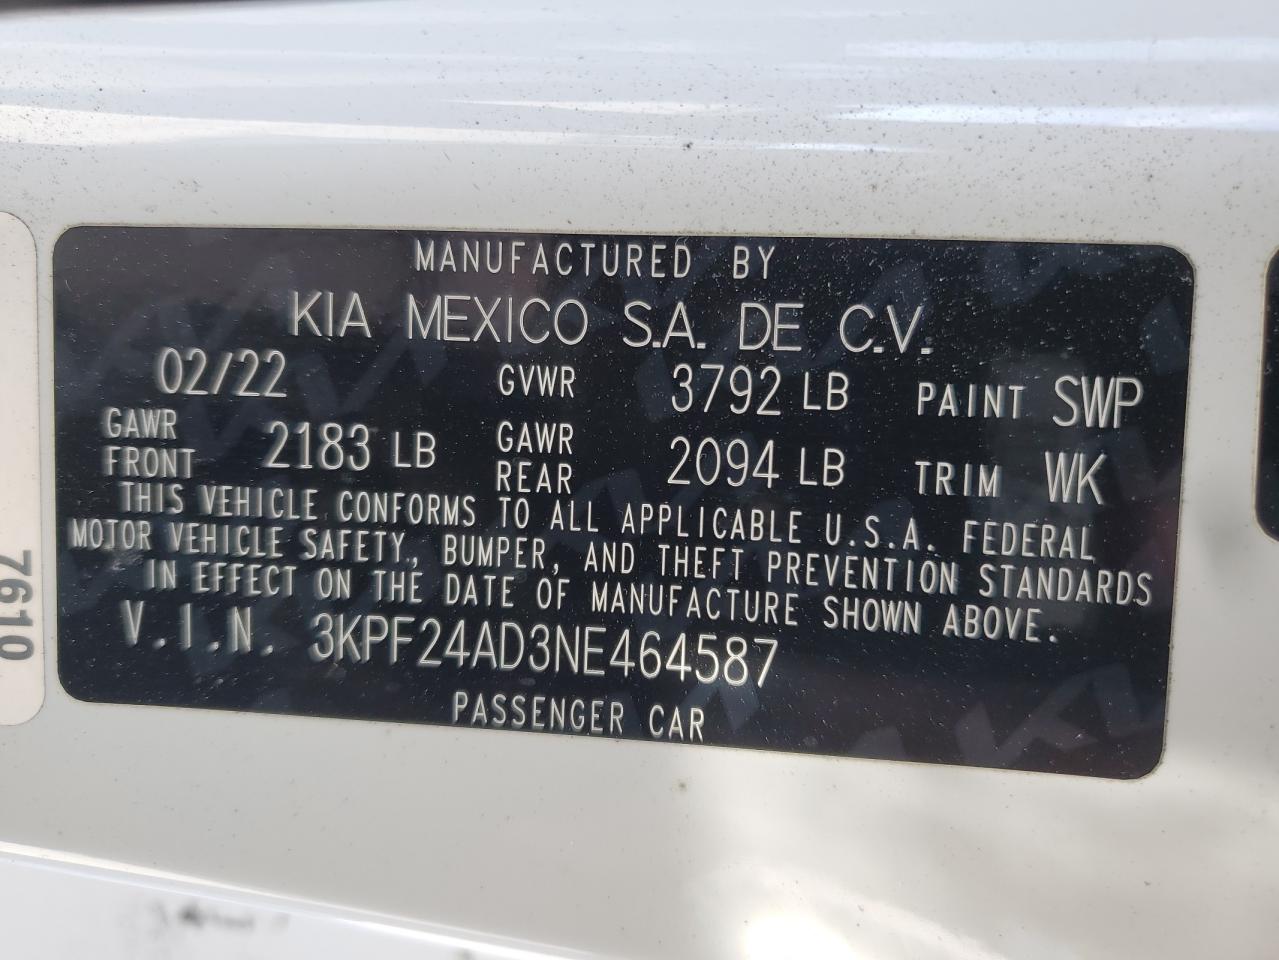 MANUFACTURED BY
KIA MEXICO S.A. DE C.V.
02/22 GVWR 3792 LB PAINT SWP
GAWR FRONT 2183 LB GAWR REAR 2094 LB TRIM WK
THIS VEHICLE CONFORMS TO ALL APPLICABLE U.S.A. FEDERAL
MOTOR VEHICLE SAFETY, BUMPER, AND THEFT PREVENTION STANDARDS
IN EFFECT ON THE DATE OF MANUFACTURE SHOWN ABOVE.
V.I.N. 3KPF24AD3NE464587
PASSENGER CAR
7610